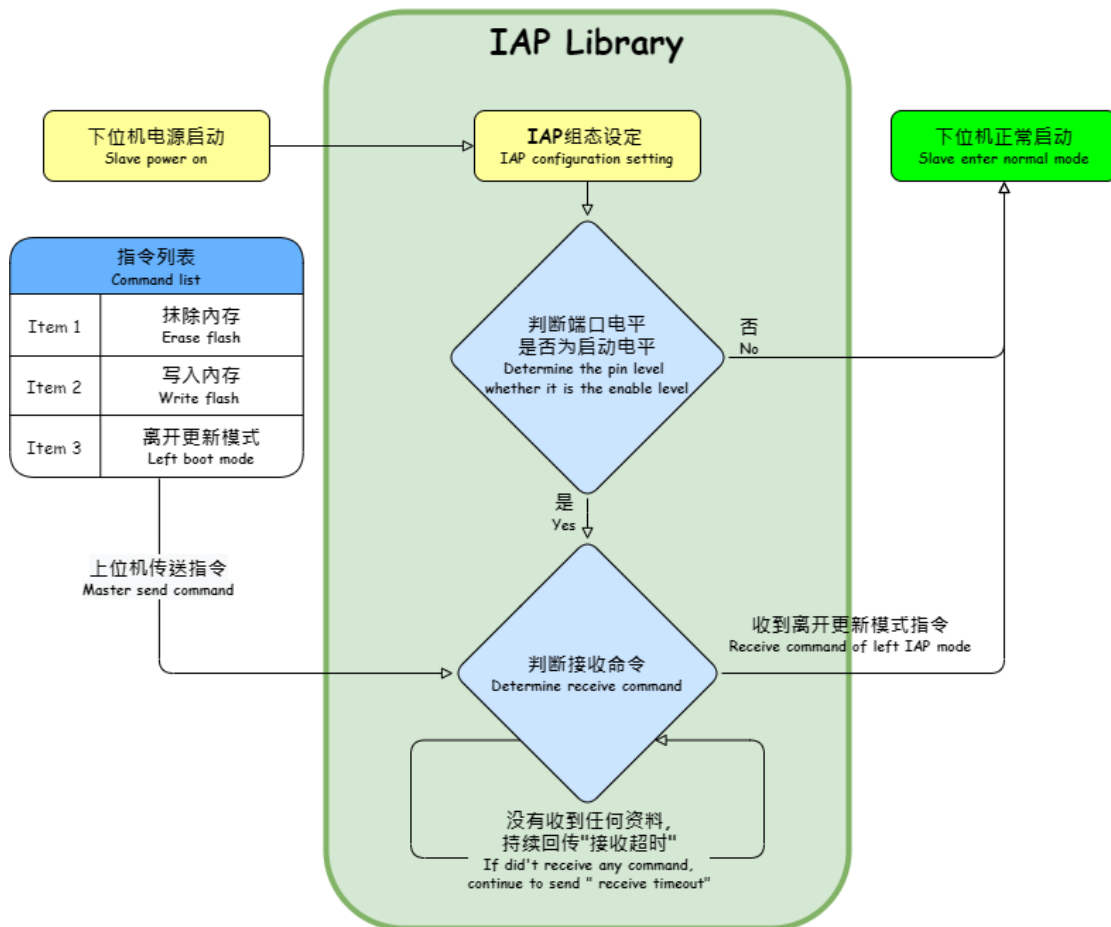 IAP Library
下位机电源启动
Slave power on
IAP组态设定
IAP configuration setting
下位机正常启动
Slave enter normal mode
指令列表
Command list
Item 1
抹除內存
Erase flash
Item 2
写入內存
Write flash
Item 3
离开更新模式
Left boot mode
判断端口电平
是否为启动电平
Determine the pin level
whether it is the enable level
否
No
是
Yes
上位机传送指令
Master send command
判断接收命令
Determine receive command
收到离开更新模式指令
Receive command of left IAP mode
没有收到任何资料,
持续回传"接收超时"
If did't receive any command,
continue to send " receive timeout"